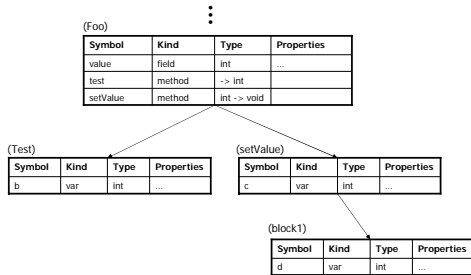 (Foo)
Symbol Kind Type Properties
value field int ...
test method -> int
setValue method int -> void
(Test)
Symbol Kind Type Properties
b var int ...
(setValue)
Symbol Kind Type Properties
c var int ...
(block1)
Symbol Kind Type Properties
d var int ...